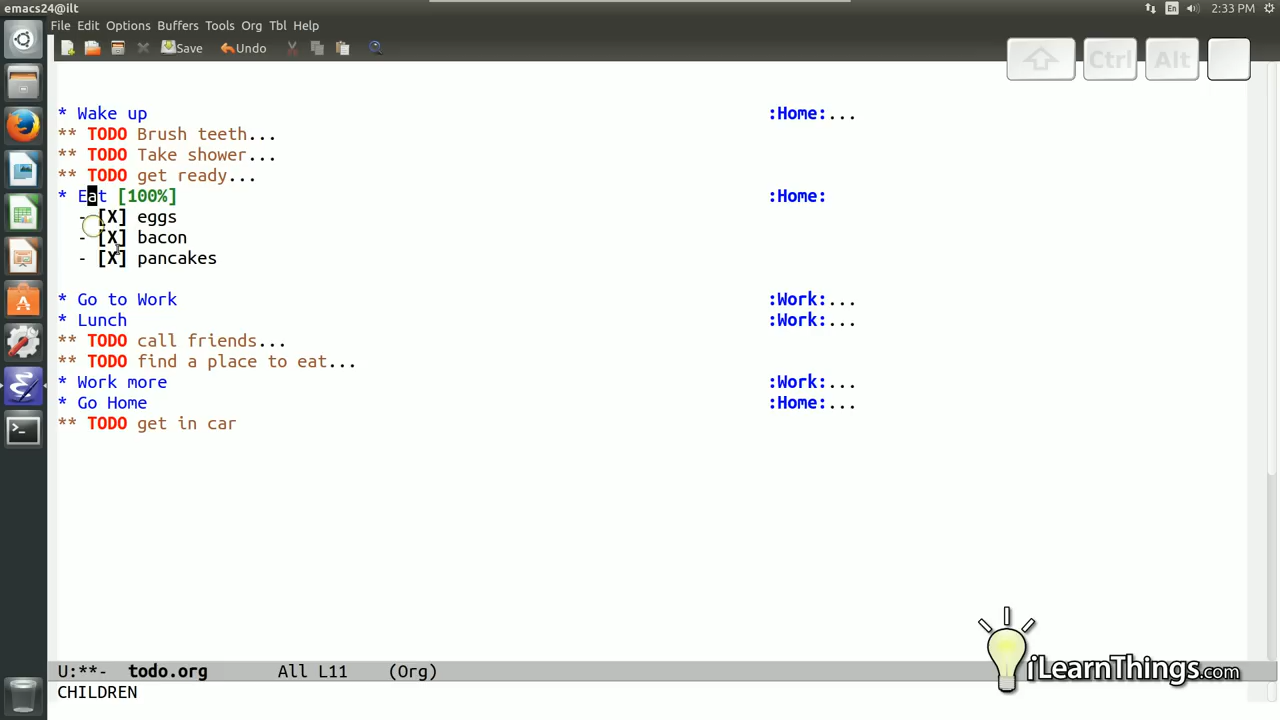 emacs24@ilt
En
2:33 PM
File Edit Options Buffers Tools Org Tbl Help
Save Undo
Ctrl Alt
* Wake up :Home:...
** TODO Brush teeth...
** TODO Take shower...
** TODO get ready...
* Eat [100%] :Home:
- [X] eggs
- [X] bacon
- [X] pancakes
* Go to Work :Work:...
* Lunch :Work:...
** TODO call friends...
** TODO find a place to eat...
* Work more :Work:...
* Go Home :Home:...
** TODO get in car
U:**- todo.org All L11 (Org)
CHILDREN
iLearnThings.com